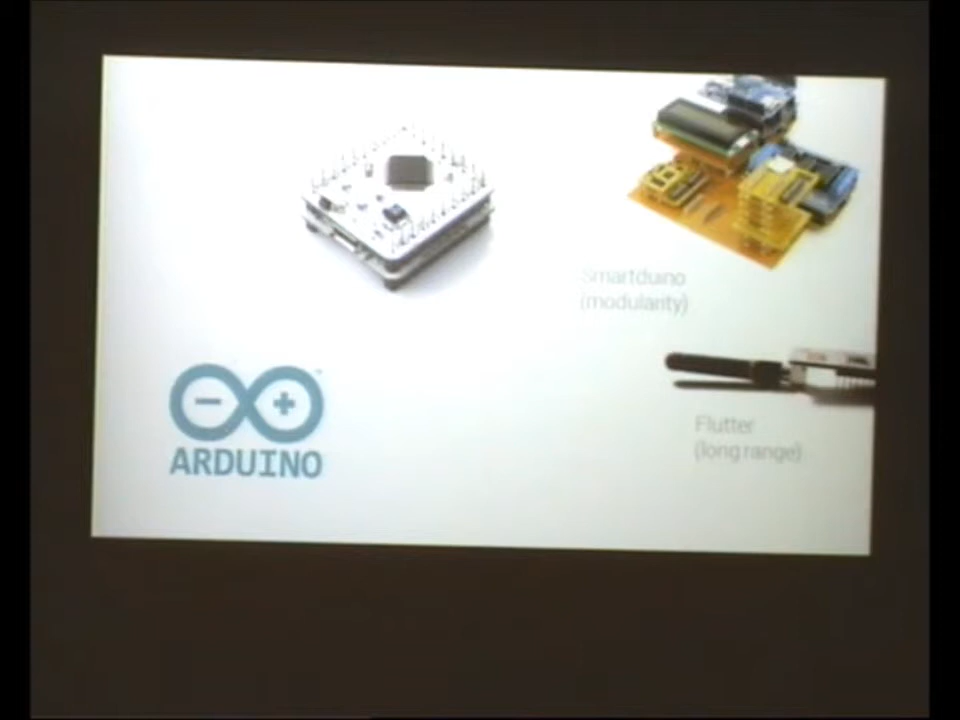 Smartduino
(modularity)
Flutter
(long range)
ARDUINO